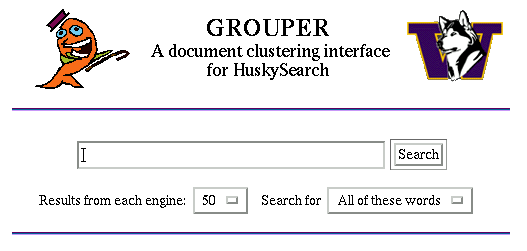 GROUPER
A document clustering interface
for HuskySearch
W
Search
Results from each engine: 50 Search for All of these words